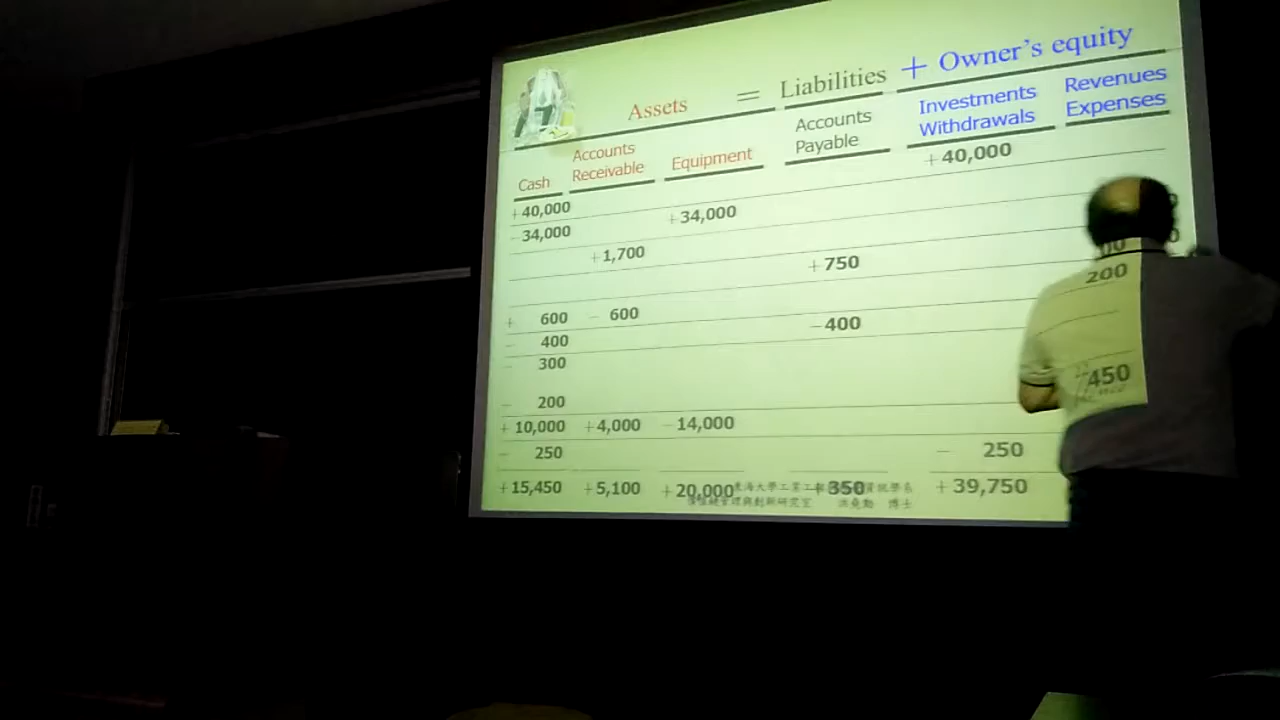 Assets = Liabilities + Owner's equity
Cash Accounts Receivable Equipment Accounts Payable Investments Withdrawals Revenues Expenses
+40,000 +40,000
- 34,000 +34,000
+1,700
+750
+ 600 - 600
- 400 -400
- 300
- 200 200
+ 10,000 +4,000 -14,000
- 250 - 250
+15,450 +5,100 +20,000 +350 +39,750 450